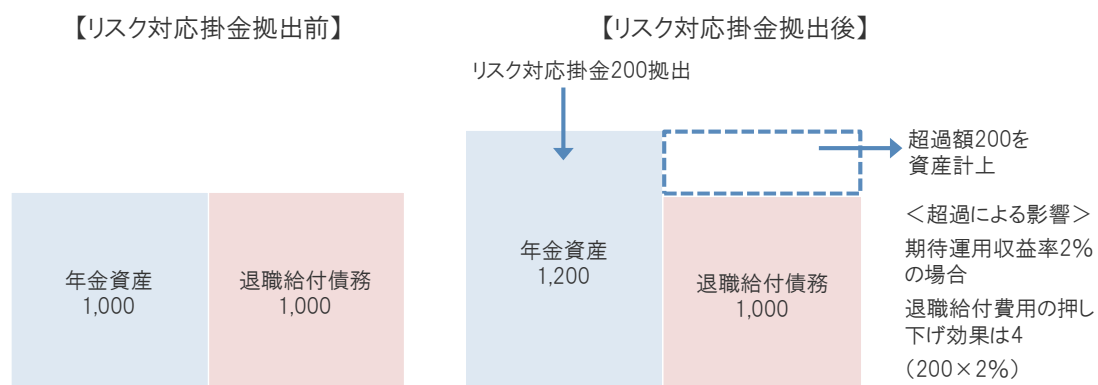 【リスク対応掛金拠出前】
【リスク対応掛金拠出後】
リスク対応掛金200拠出
超過額200を
資産計上
年金資産
1,000
退職給付債務
1,000
年金資産
1,200
退職給付債務
1,000
＜超過による影響＞
期待運用収益率2%
の場合
退職給付費用の押し
下げ効果は4
（200×2%）